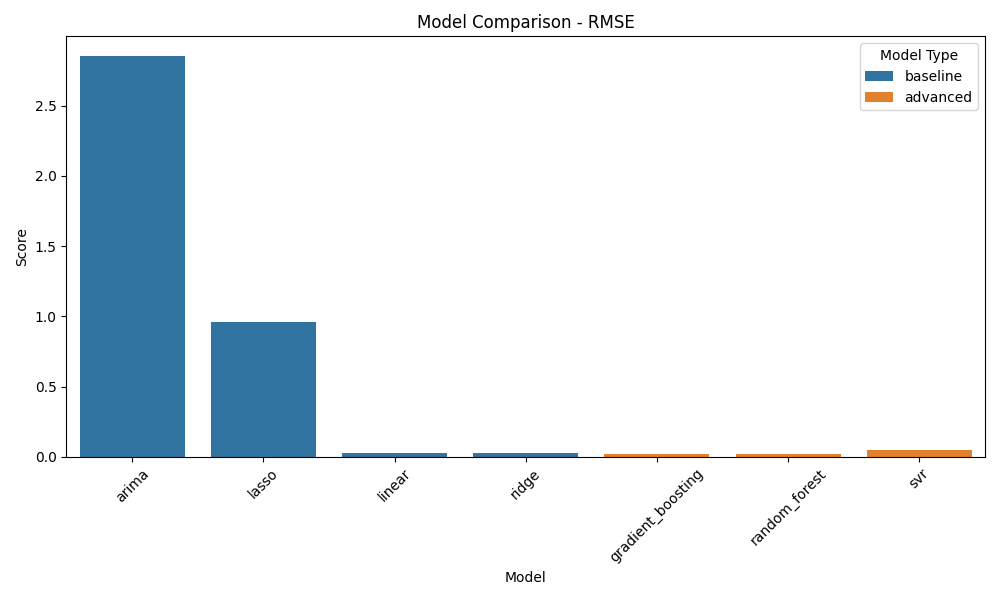 Model Comparison - RMSE
Model Type
baseline
advanced
Score
2.5
2.0
1.5
1.0
0.5
0.0
arima
lasso
linear
ridge
gradient_boosting
random_forest
svr
Model